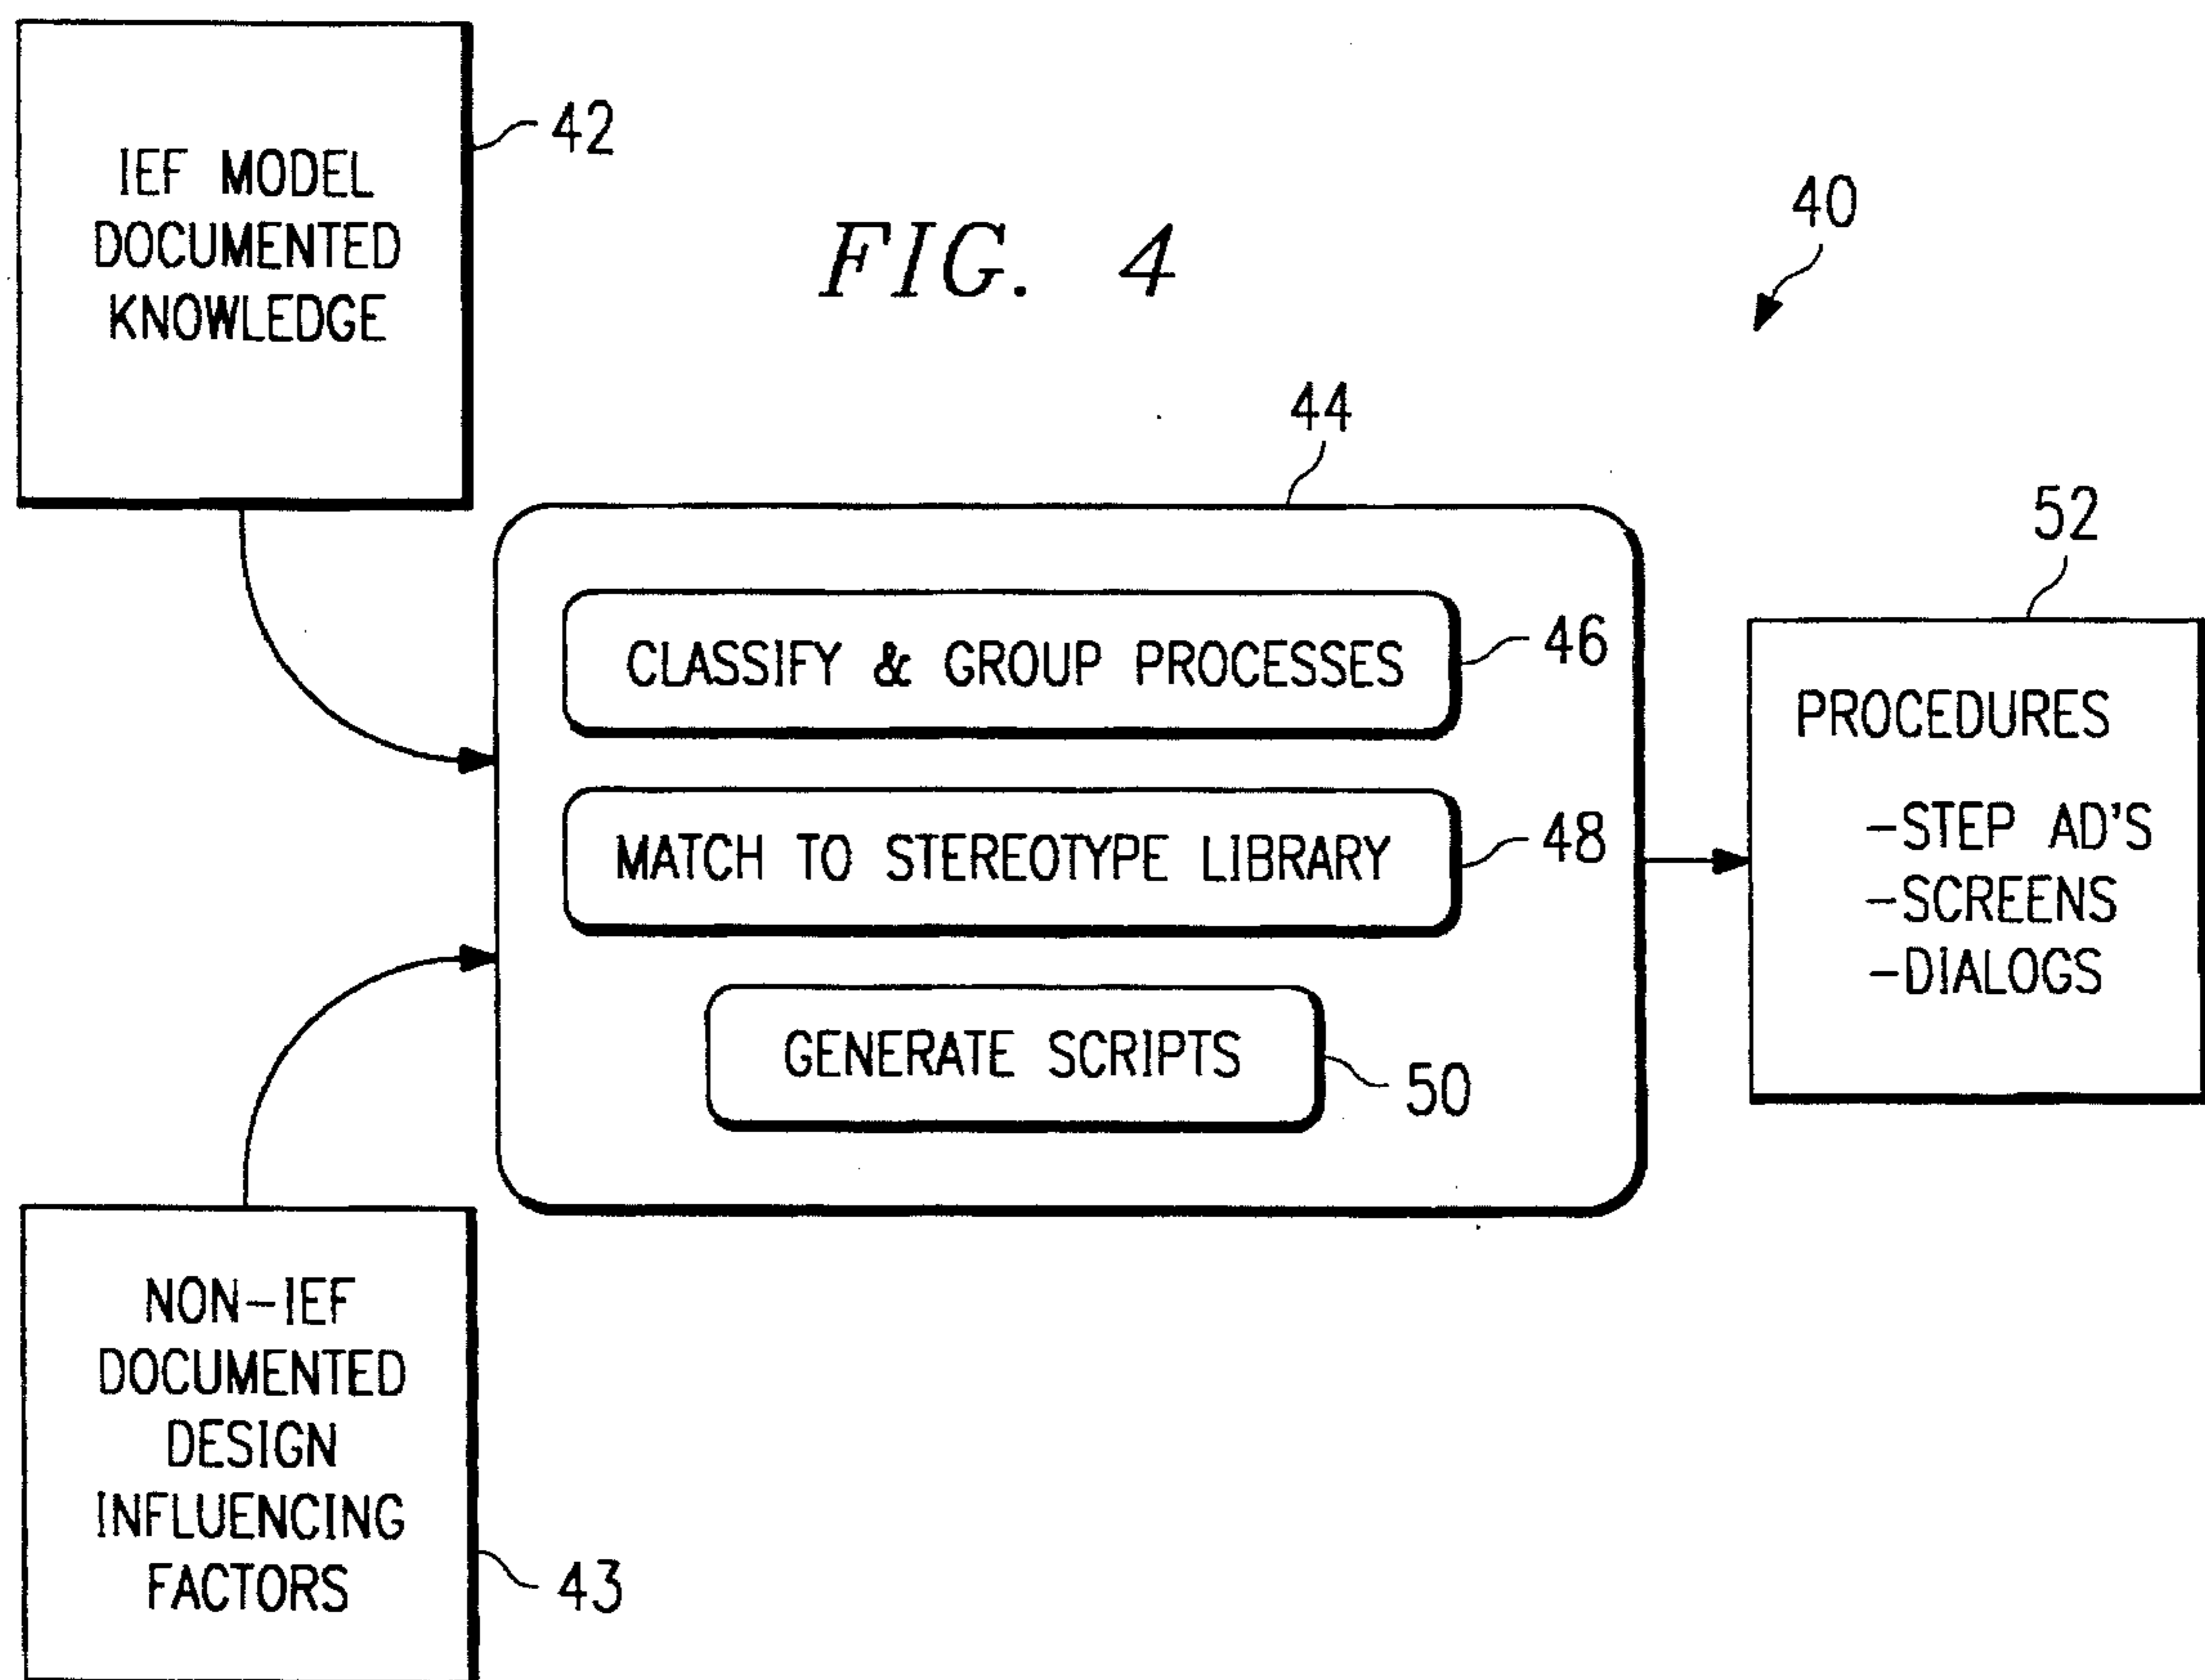 IEF MODEL
DOCUMENTED
KNOWLEDGE
42
FIG. 4
40
44
CLASSIFY & GROUP PROCESSES
46
MATCH TO STEREOTYPE LIBRARY
48
GENERATE SCRIPTS
50
52
PROCEDURES
-STEP AD'S
-SCREENS
-DIALOGS
NON-IEF
DOCUMENTED
DESIGN
INFLUENCING
FACTORS
43